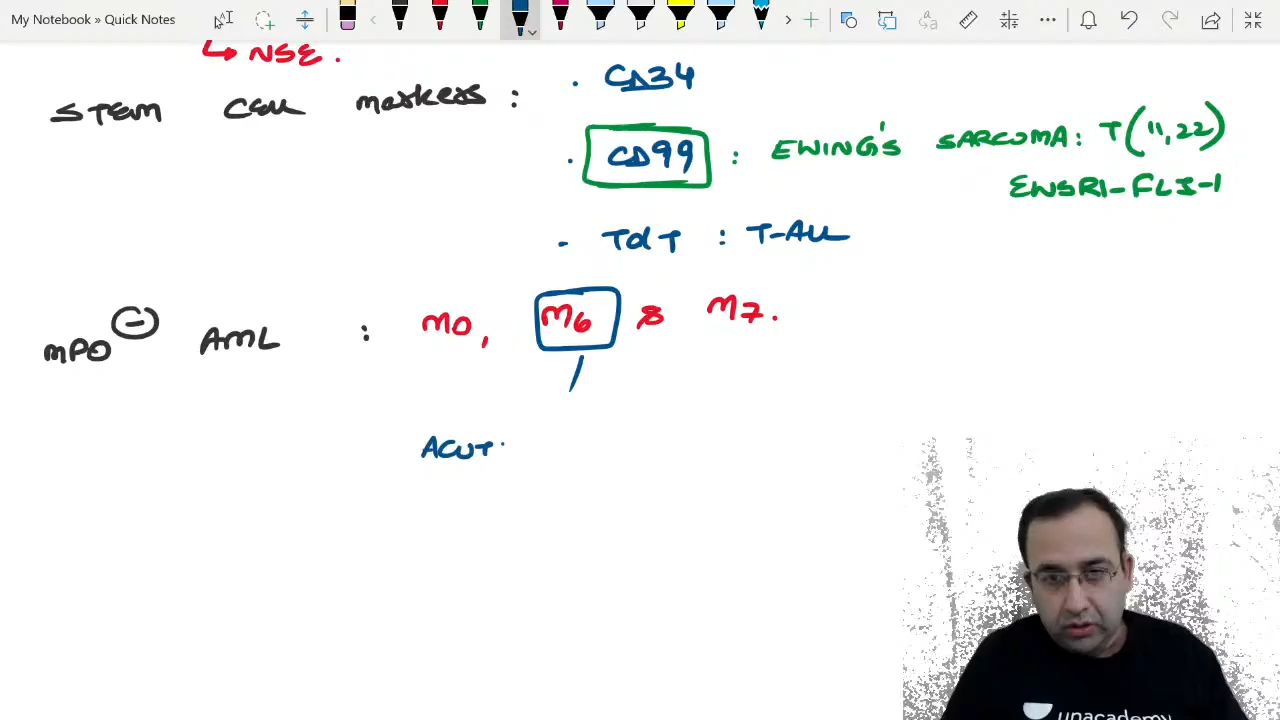 My Notebook » Quick Notes
↳ NSE.
STEM CELL markers : · CD34
· CD99 : EWING'S SARCOMA: T(11,22)
EWSR1-FLI-1
- TdT : T-ALL
MPO ⊖ AML : M0, M6 & M7.
ACUT
unacademy